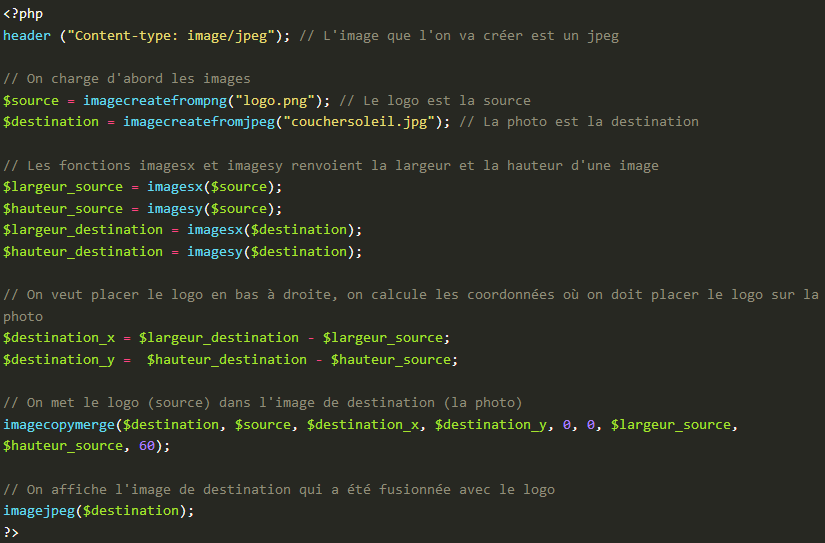 <?php
header ("Content-type: image/jpeg"); // L'image que l'on va créer est un jpeg
// On charge d'abord les images
$source = imagecreatefrompng("logo.png"); // Le logo est la source
$destination = imagecreatefromjpeg("couchersoleil.jpg"); // La photo est la destination
// Les fonctions imagesx et imagesy renvoient la largeur et la hauteur d'une image
$largeur_source = imagesx($source);
$hauteur_source = imagesy($source);
$largeur_destination = imagesx($destination);
$hauteur_destination = imagesy($destination);
// On veut placer le logo en bas à droite, on calcule les coordonnées où on doit placer le logo sur la
photo
$destination_x = $largeur_destination - $largeur_source;
$destination_y =  $hauteur_destination - $hauteur_source;
// On met le logo (source) dans l'image de destination (la photo)
imagecopymerge($destination, $source, $destination_x, $destination_y, 0, 0, $largeur_source,
$hauteur_source, 60);
// On affiche l'image de destination qui a été fusionnée avec le logo
imagejpeg($destination);
?>